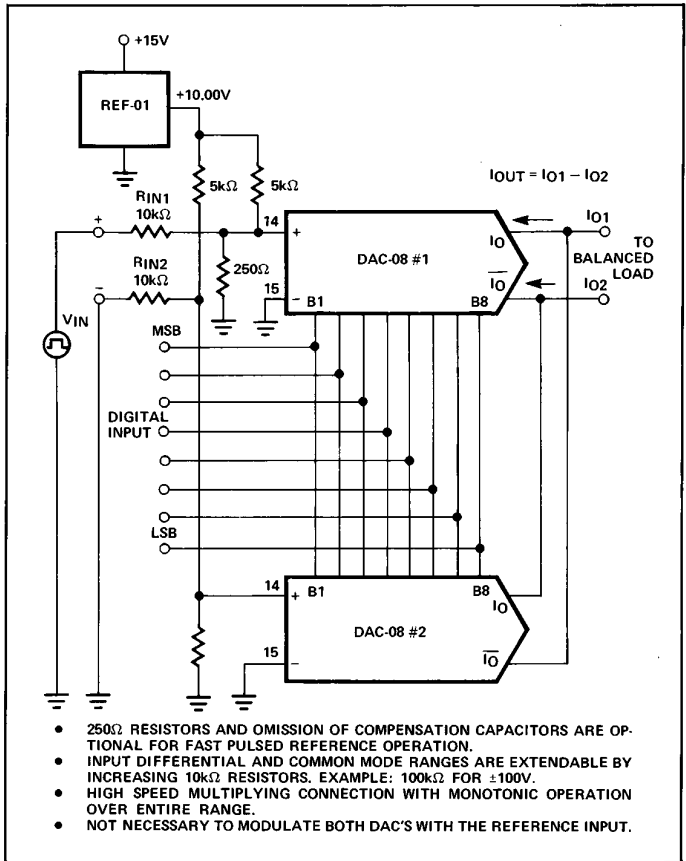 +15V
REF-01
+10.00V
5kΩ
5kΩ
IOUT = IO1 – IO2
RIN1
10kΩ
+
14
+
DAC-08 #1
IO
IO1
TO
BALANCED
LOAD
250Ω
RIN2
10kΩ
–
15
–
B1
IO
B8
IO2
VIN
MSB
DIGITAL
INPUT
LSB
14
+
B1
B8
IO
DAC-08 #2
15
–
IO
• 250Ω RESISTORS AND OMISSION OF COMPENSATION CAPACITORS ARE OP-
TIONAL FOR FAST PULSED REFERENCE OPERATION.
• INPUT DIFFERENTIAL AND COMMON MODE RANGES ARE EXTENDABLE BY
INCREASING 10kΩ RESISTORS. EXAMPLE: 100kΩ FOR ±100V.
• HIGH SPEED MULTIPLYING CONNECTION WITH MONOTONIC OPERATION
OVER ENTIRE RANGE.
• NOT NECESSARY TO MODULATE BOTH DAC'S WITH THE REFERENCE INPUT.